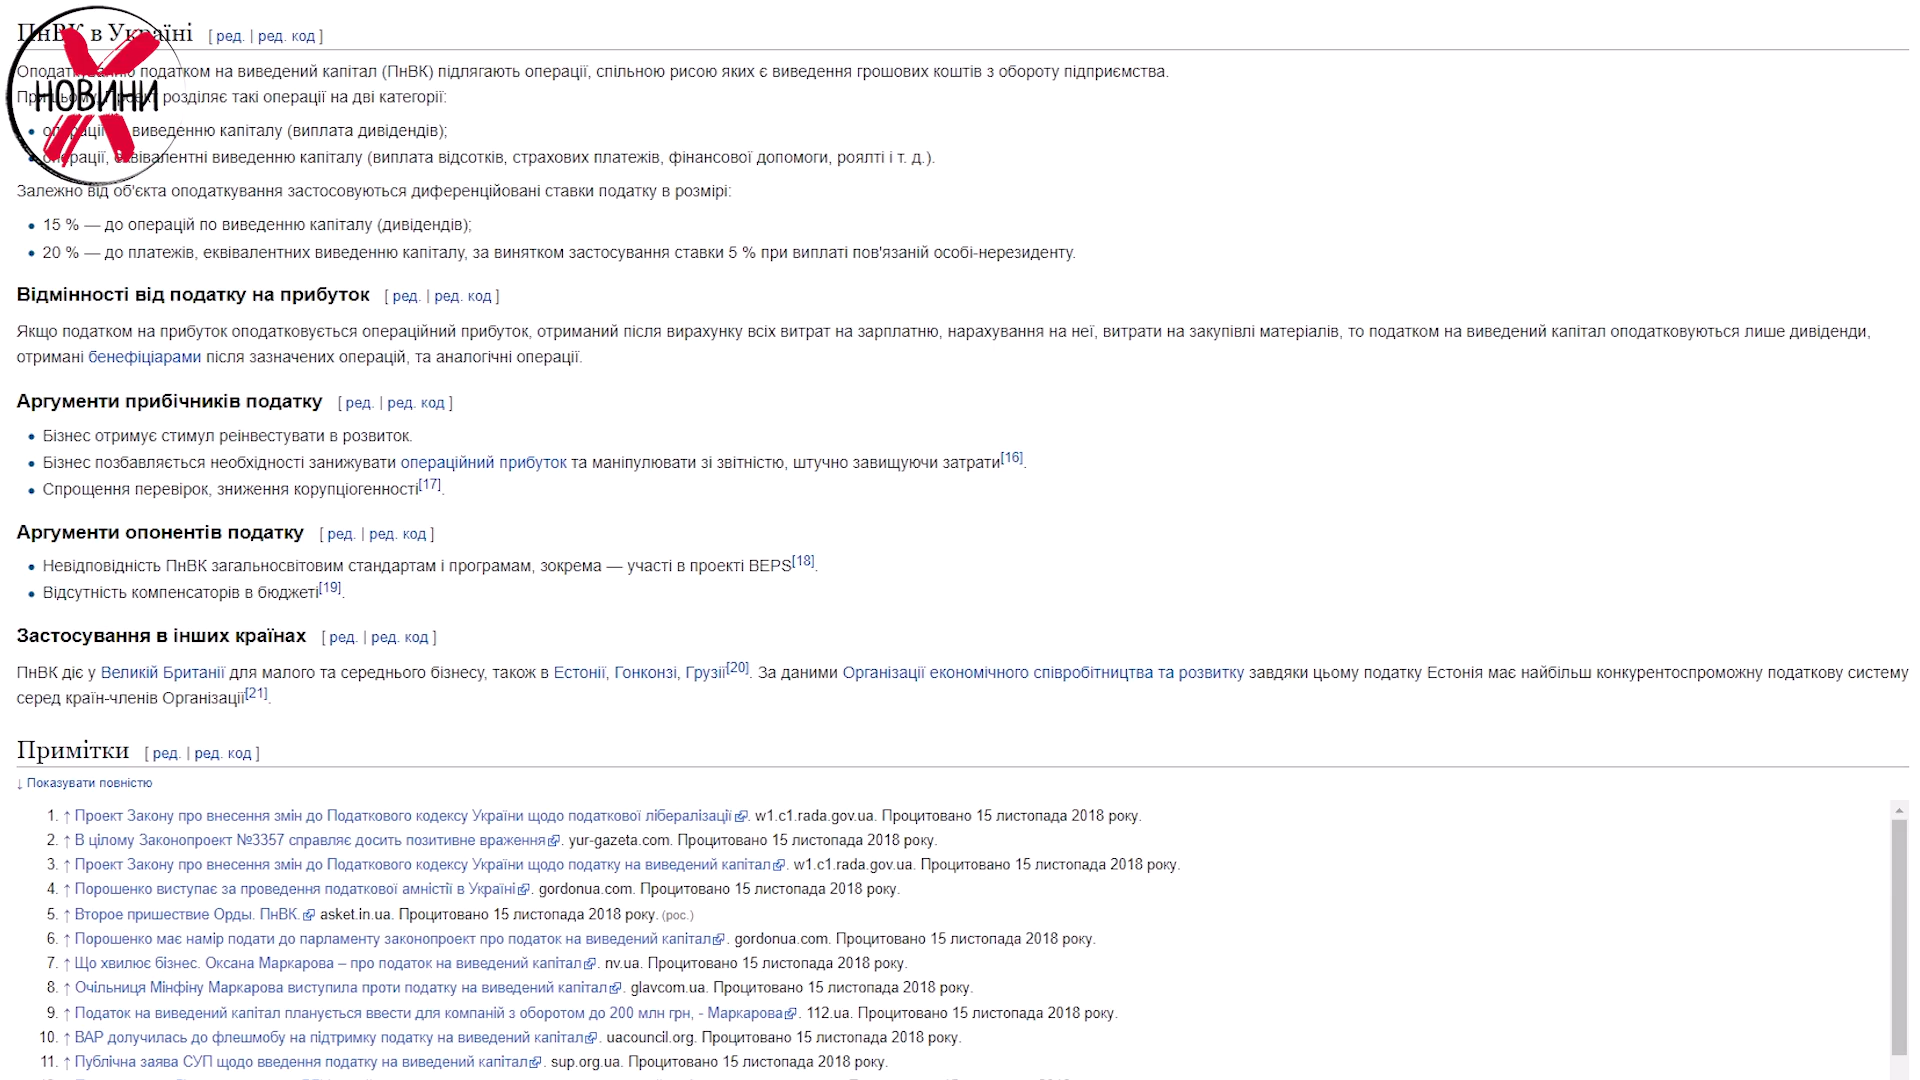 ПнВК в Україні [ ред. | ред. код ]
НОВИНИ
Оподаткуванню податком на виведений капітал (ПнВК) підлягають операції, спільною рисою яких є виведення грошових коштів з обороту підприємства.
При цьому Проект розділяє такі операції на дві категорії:
• операції по виведенню капіталу (виплата дивідендів);
• операції, еквівалентні виведенню капіталу (виплата відсотків, страхових платежів, фінансової допомоги, роялті і т. д.).
Залежно від об'єкта оподаткування застосовуються диференційовані ставки податку в розмірі:
• 15 % — до операцій по виведенню капіталу (дивідендів);
• 20 % — до платежів, еквівалентних виведенню капіталу, за винятком застосування ставки 5 % при виплаті пов'язаній особі-нерезиденту.
Відмінності від податку на прибуток [ ред. | ред. код ]
Якщо податком на прибуток оподатковується операційний прибуток, отриманий після вирахунку всіх витрат на зарплатню, нарахування на неї, витрати на закупівлі матеріалів, то податком на виведений капітал оподатковуються лише дивіденди,
отримані бенефіціарами після зазначених операцій, та аналогічні операції.
Аргументи прибічників податку [ ред. | ред. код ]
• Бізнес отримує стимул реінвестувати в розвиток.
• Бізнес позбавляється необхідності занижувати операційний прибуток та маніпулювати зі звітністю, штучно завищуючи затрати[16].
• Спрощення перевірок, зниження корупціогенності[17].
Аргументи опонентів податку [ ред. | ред. код ]
• Невідповідність ПнВК загальносвітовим стандартам і програмам, зокрема — участі в проекті BEPS[18].
• Відсутність компенсаторів в бюджеті[19].
Застосування в інших країнах [ ред. | ред. код ]
ПнВК діє у Великій Британії для малого та середнього бізнесу, також в Естонії, Гонконзі, Грузії[20]. За даними Організації економічного співробітництва та розвитку завдяки цьому податку Естонія має найбільш конкурентоспроможну податкову систему
серед країн-членів Організації[21].
Примітки [ ред. | ред. код ]
↓ Показувати повністю
1. ↑ Проект Закону про внесення змін до Податкового кодексу України щодо податкової лібералізації. w1.c1.rada.gov.ua. Процитовано 15 листопада 2018 року.
2. ↑ В цілому Законопроект №3357 справляє досить позитивне враження. yur-gazeta.com. Процитовано 15 листопада 2018 року.
3. ↑ Проект Закону про внесення змін до Податкового кодексу України щодо податку на виведений капітал. w1.c1.rada.gov.ua. Процитовано 15 листопада 2018 року.
4. ↑ Порошенко виступає за проведення податкової амністії в Україні. gordonua.com. Процитовано 15 листопада 2018 року.
5. ↑ Второе пришествие Орды. ПнВК. asket.in.ua. Процитовано 15 листопада 2018 року. (рос.)
6. ↑ Порошенко має намір подати до парламенту законопроект про податок на виведений капітал. gordonua.com. Процитовано 15 листопада 2018 року.
7. ↑ Що хвилює бізнес. Оксана Маркарова – про податок на виведений капітал. nv.ua. Процитовано 15 листопада 2018 року.
8. ↑ Очільниця Мінфіну Маркарова виступила проти податку на виведений капітал. glavcom.ua. Процитовано 15 листопада 2018 року.
9. ↑ Податок на виведений капітал планується ввести для компаній з оборотом до 200 млн грн, - Маркарова. 112.ua. Процитовано 15 листопада 2018 року.
10. ↑ ВАР долучилась до флешмобу на підтримку податку на виведений капітал. uacouncil.org. Процитовано 15 листопада 2018 року.
11. ↑ Публічна заява СУП щодо введення податку на виведений капітал. sup.org.ua. Процитовано 15 листопада 2018 року.